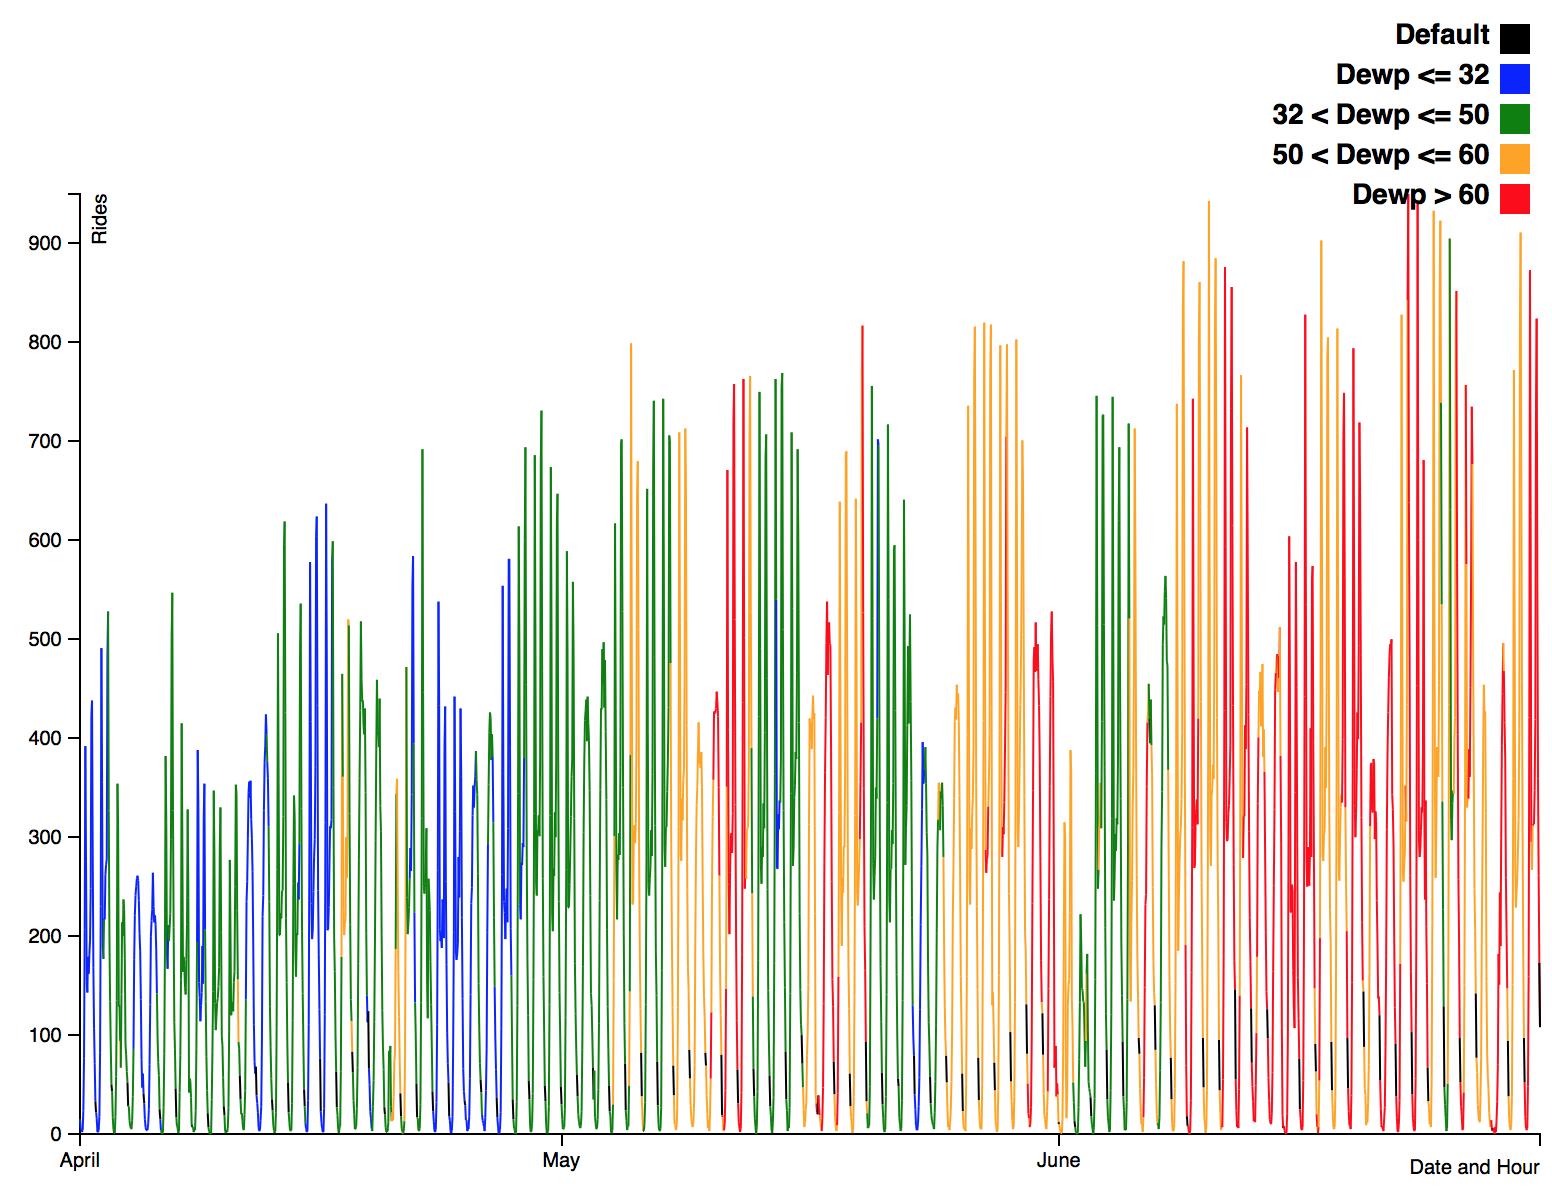 Default
Dewp <= 32
32 < Dewp <= 50
50 < Dewp <= 60
Dewp > 60
Rides
900
800
700
600
500
400
300
200
100
0
April May June
Date and Hour